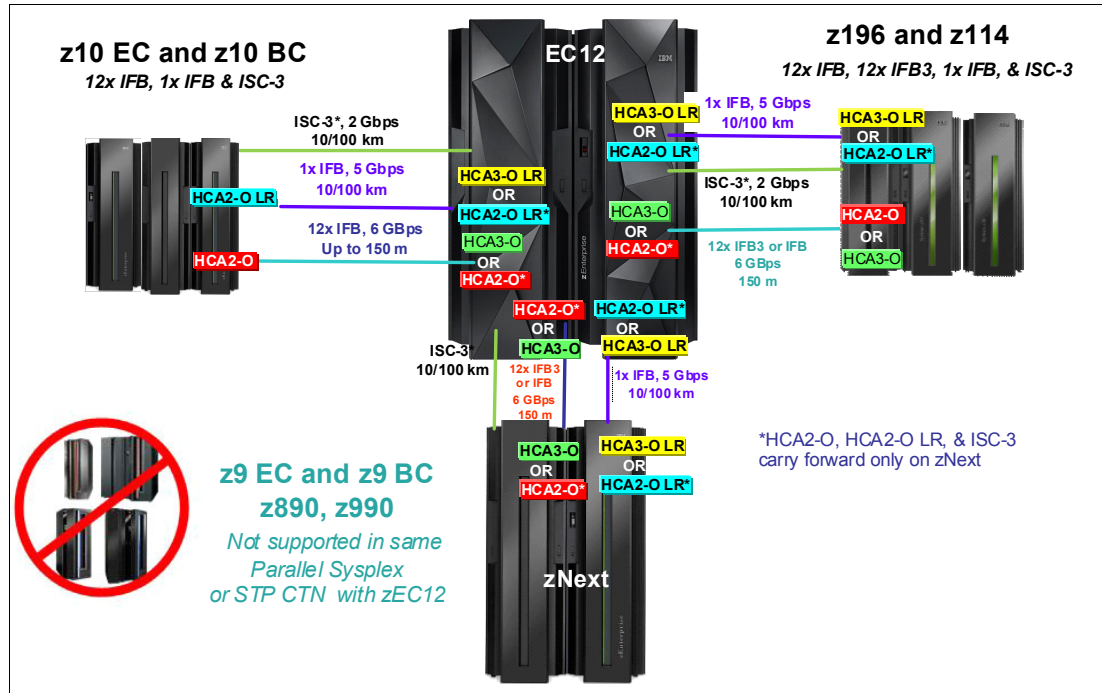 z10 EC and z10 BC
12x IFB, 1x IFB & ISC-3
EC12
IBM
z196 and z114
12x IFB, 12x IFB3, 1x IFB, & ISC-3
ISC-3*, 2 Gbps
10/100 km
1x IFB, 5 Gbps
10/100 km
HCA2-O LR
12x IFB, 6 GBps
Up to 150 m
HCA2-O
HCA3-O LR
OR
HCA2-O LR*
HCA3-O
OR
HCA2-O*
zEnterprise
HCA3-O LR
OR
HCA2-O LR*
HCA3-O
OR
HCA2-O*
1x IFB, 5 Gbps
10/100 km
ISC-3*, 2 Gbps
10/100 km
12x IFB3 or IFB
6 GBps
150 m
HCA3-O LR
OR
HCA2-O LR*
HCA2-O
OR
HCA3-O
HCA2-O*
OR
HCA3-O
HCA2-O LR*
OR
HCA3-O LR
ISC-3*
10/100 km
12x IFB3
or IFB
6 GBps
150 m
1x IFB, 5 Gbps
10/100 km
HCA3-O
OR
HCA2-O*
HCA3-O LR
OR
HCA2-O LR*
zNext
zEnterprise
*HCA2-O, HCA2-O LR, & ISC-3
carry forward only on zNext
z9 EC and z9 BC
z890, z990
Not supported in same
Parallel Sysplex
or STP CTN with zEC12